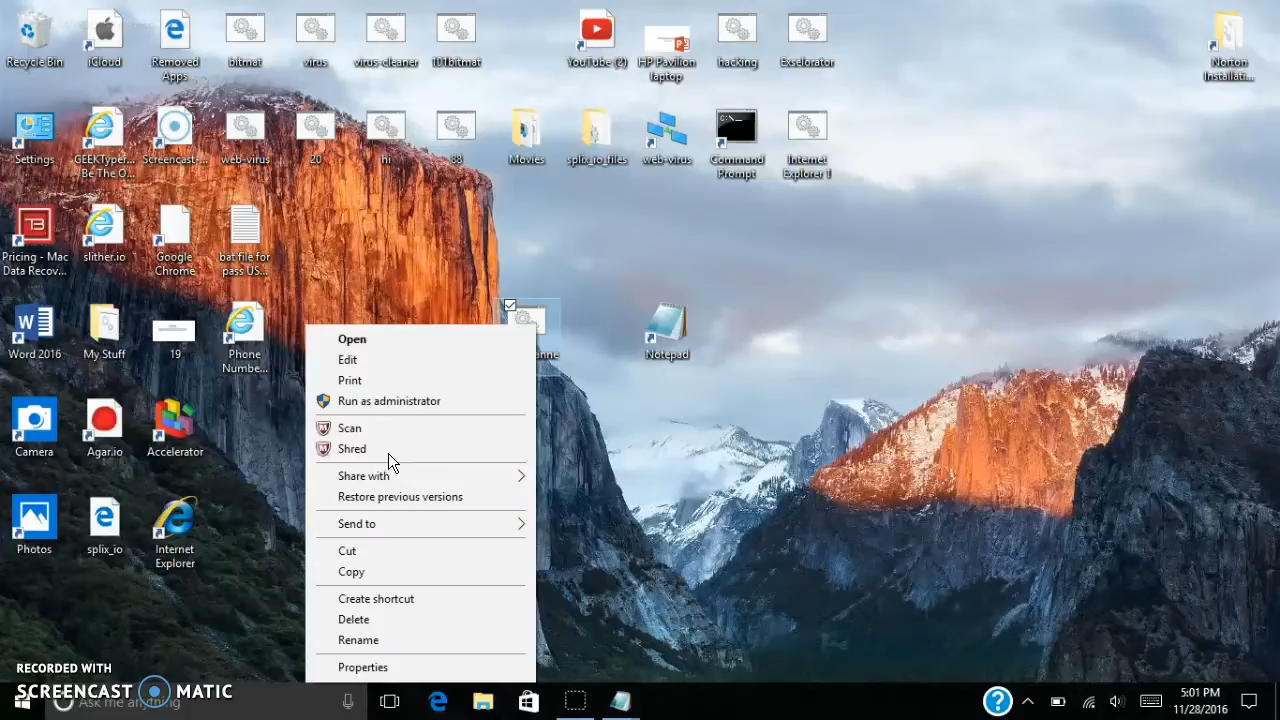 Recycle Bin
iCloud
Removed Apps
bitmat
virus
virus-cleaner
101bitmat
YouTube (2)
HP Pavilion laptop
hacking
Exselorator
Norton Installati...
Settings
GEEKTyper... Be The O...
Screencast-...
web-virus
20
hi
88
Movies
splix_io_files
web-virus
Command Prompt
Internet Explorer 1
Pricing - Mac Data Recov...
slither.io
Google Chrome
bat file for pass US...
Word 2016
My Stuff
19
Phone Numbe...
Notepad
Camera
Agar.io
Accelerator
Photos
splix_io
Internet Explorer
Open
Edit
Print
Run as administrator
Scan
Shred
Share with
Restore previous versions
Send to
Cut
Copy
Create shortcut
Delete
Rename
Properties
RECORDED WITH
SCREENCAST MATIC
Ask me anything
5:01 PM
11/28/2016